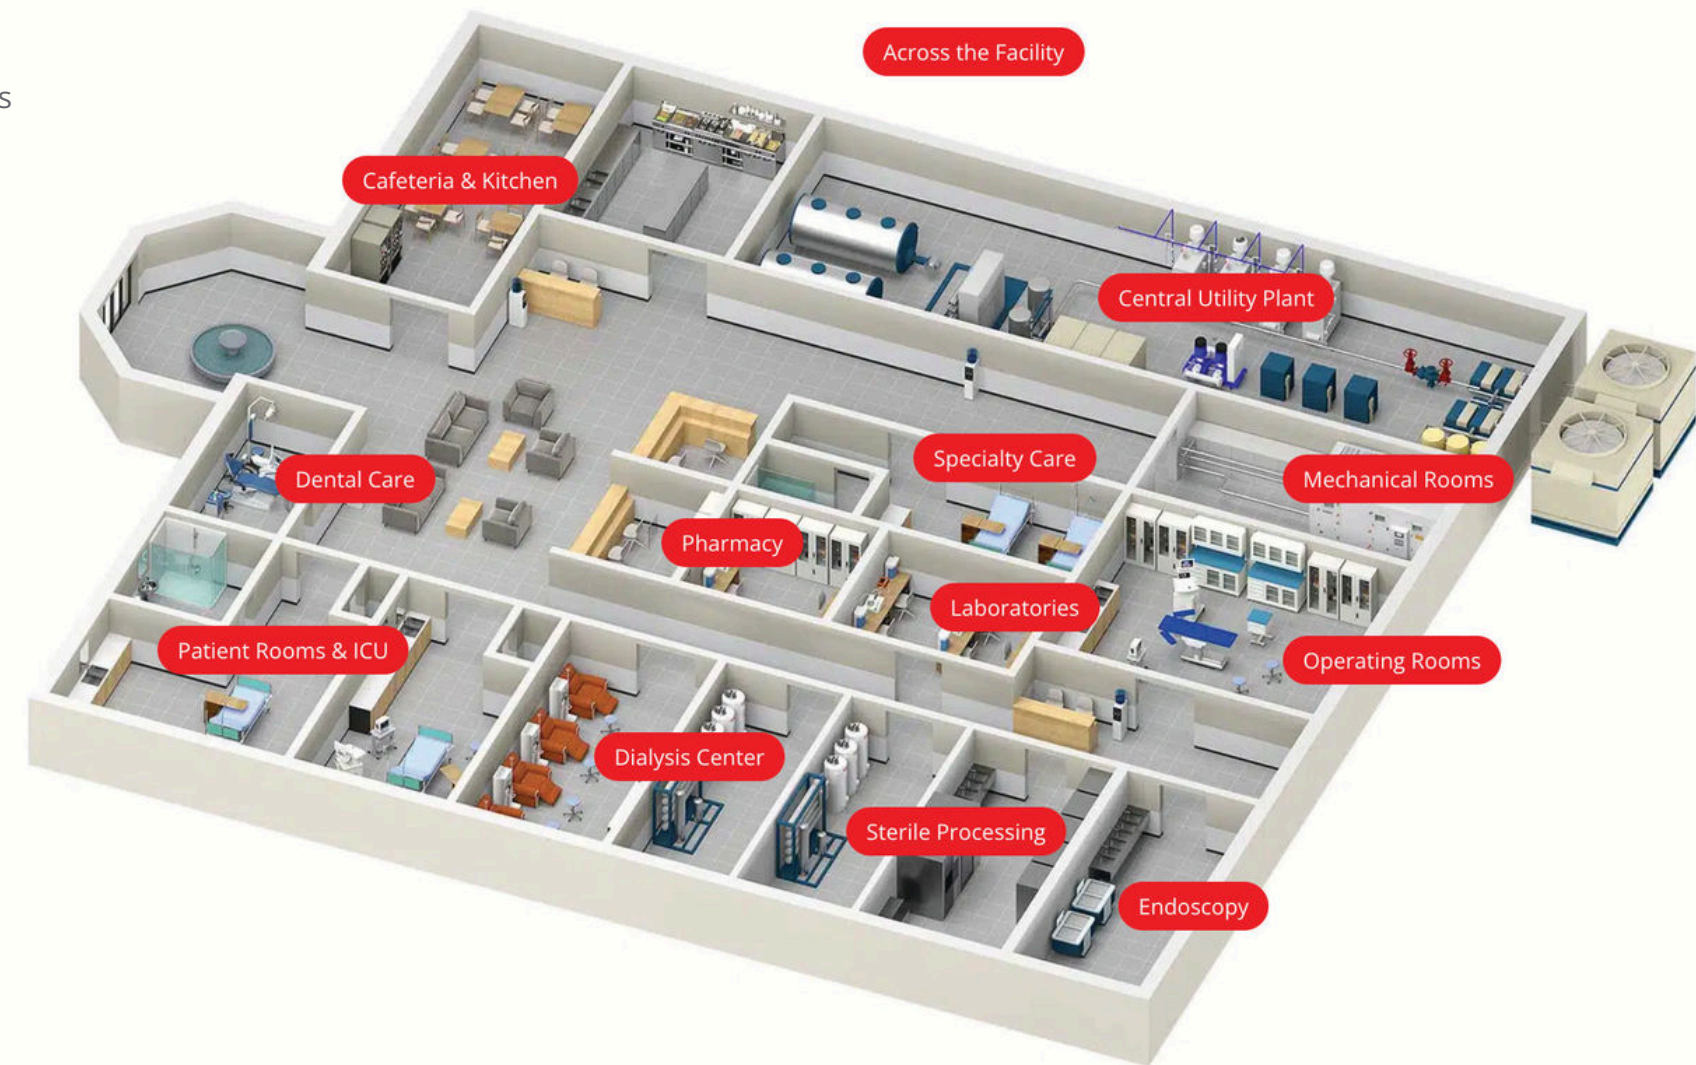 Across the Facility
s
Cafeteria & Kitchen
Central Utility Plant
Specialty Care
Dental Care
Mechanical Rooms
Pharmacy
Laboratories
Patient Rooms & ICU
Operating Rooms
Dialysis Center
Sterile Processing
Endoscopy